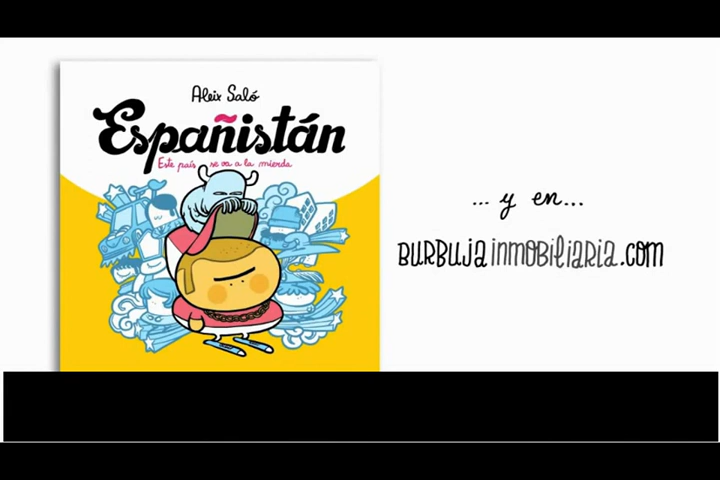 Aleix Saló
Españistán
Este país se va a la mierda
... y en...
BURBUJAinmobiliaria.com